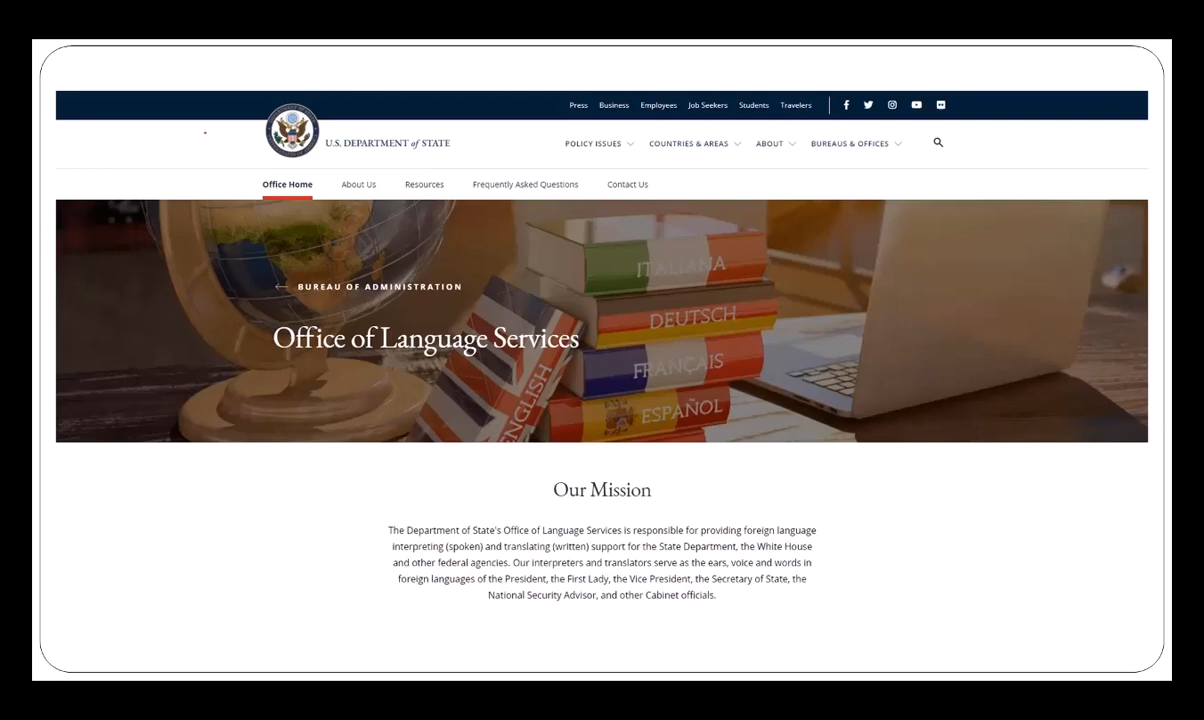 Press Business Employees Job Seekers Students Travelers
U.S. DEPARTMENT of STATE
POLICY ISSUES COUNTRIES & AREAS ABOUT BUREAUS & OFFICES
Office Home About Us Resources Frequently Asked Questions Contact Us
BUREAU OF ADMINISTRATION
Office of Language Services
ITALIANA
DEUTSCH
FRANÇAIS
ESPAÑOL
ENGLISH
Our Mission
The Department of State's Office of Language Services is responsible for providing foreign language
interpreting (spoken) and translating (written) support for the State Department, the White House
and other federal agencies. Our interpreters and translators serve as the ears, voice and words in
foreign languages of the President, the First Lady, the Vice President, the Secretary of State, the
National Security Advisor, and other Cabinet officials.